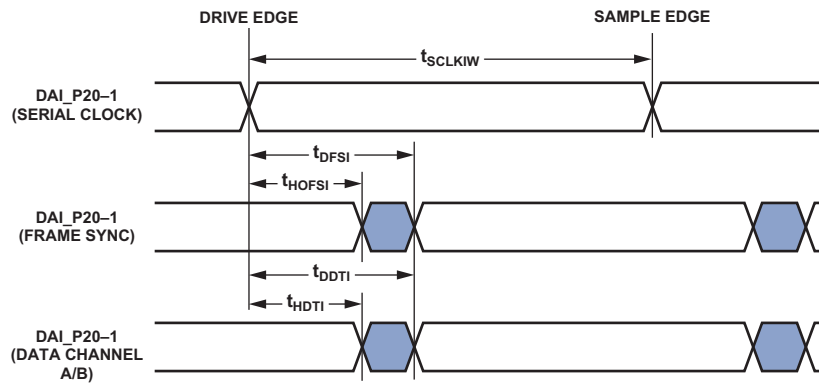 DRIVE EDGE
SAMPLE EDGE
tSCLKIW
DAI_P20–1
(SERIAL CLOCK)
tDFSI
tHOFSI
DAI_P20–1
(FRAME SYNC)
tDDTI
tHDTI
DAI_P20–1
(DATA CHANNEL
A/B)